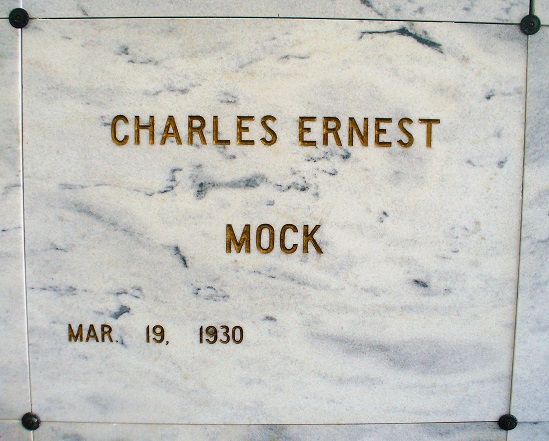 CHARLES ERNEST
MOCK
MAR. 19, 1930